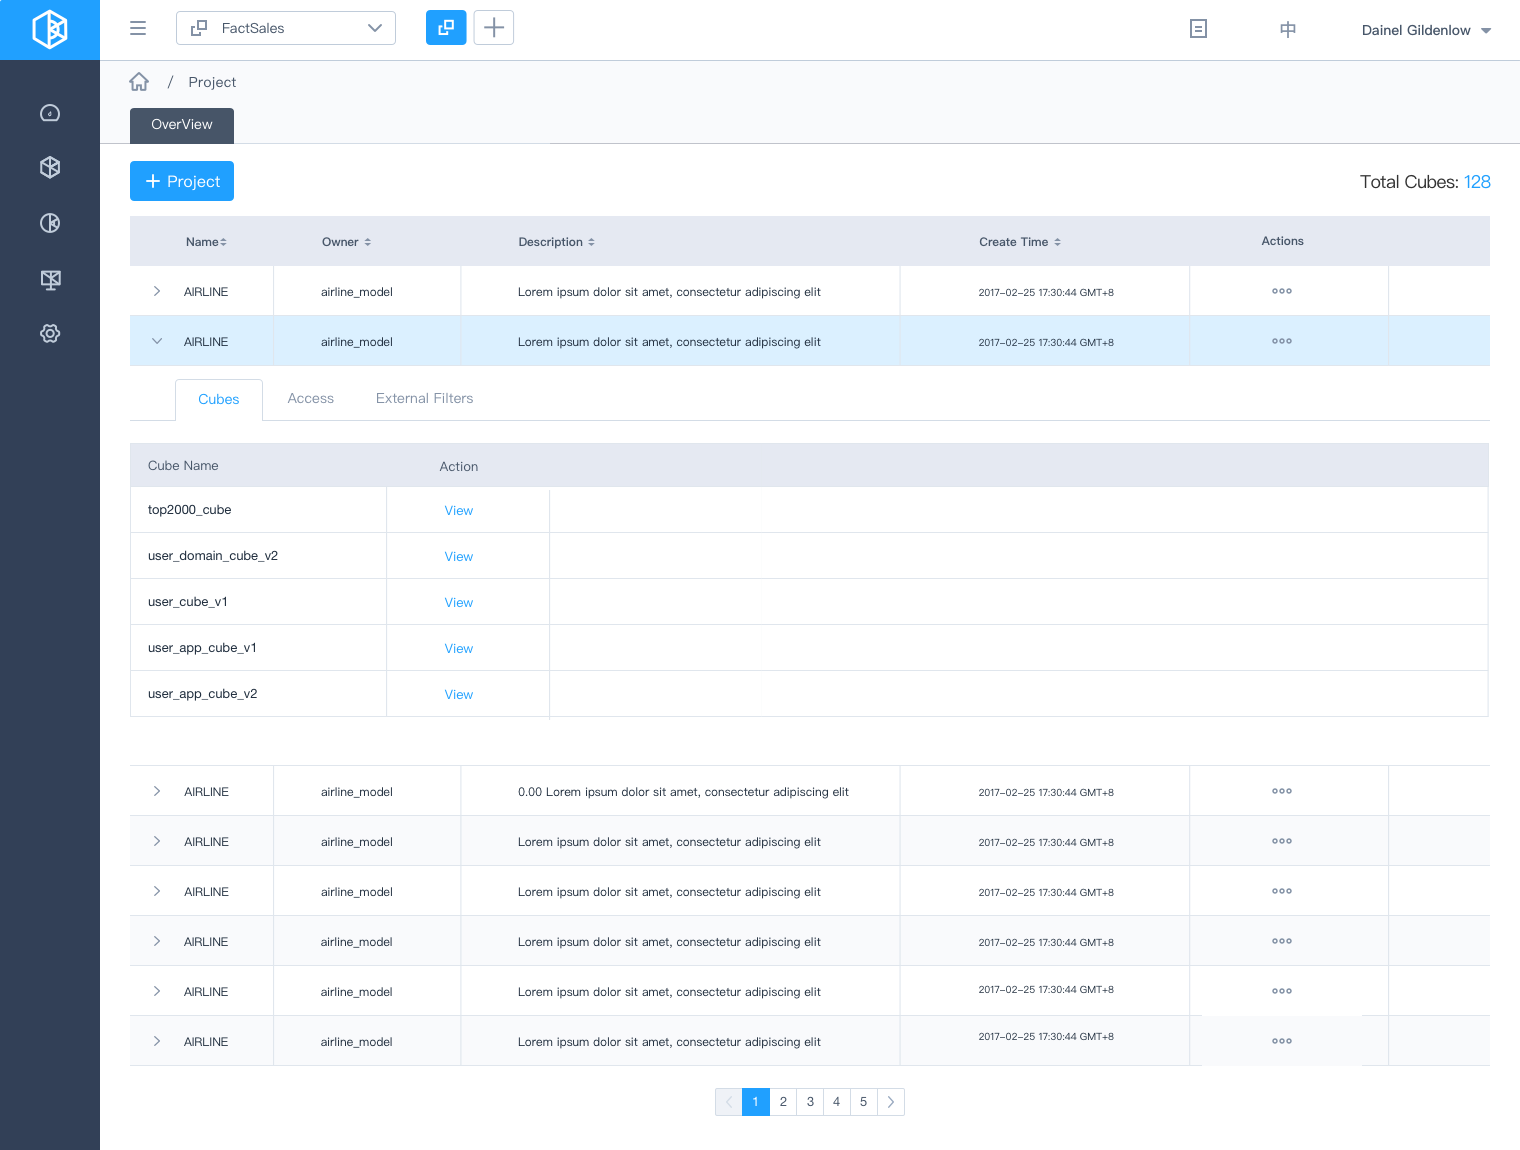 FactSales
中
Dainel Gildenlow
/ Project
OverView
+ Project
Total Cubes: 128
Name Owner Description Create Time Actions
AIRLINE airline_model Lorem ipsum dolor sit amet, consectetur adipiscing elit 2017-02-25 17:30:44 GMT+8
AIRLINE airline_model Lorem ipsum dolor sit amet, consectetur adipiscing elit 2017-02-25 17:30:44 GMT+8
Cubes Access External Filters
Cube Name Action
top2000_cube View
user_domain_cube_v2 View
user_cube_v1 View
user_app_cube_v1 View
user_app_cube_v2 View
AIRLINE airline_model 0.00 Lorem ipsum dolor sit amet, consectetur adipiscing elit 2017-02-25 17:30:44 GMT+8
AIRLINE airline_model Lorem ipsum dolor sit amet, consectetur adipiscing elit 2017-02-25 17:30:44 GMT+8
AIRLINE airline_model Lorem ipsum dolor sit amet, consectetur adipiscing elit 2017-02-25 17:30:44 GMT+8
AIRLINE airline_model Lorem ipsum dolor sit amet, consectetur adipiscing elit 2017-02-25 17:30:44 GMT+8
AIRLINE airline_model Lorem ipsum dolor sit amet, consectetur adipiscing elit 2017-02-25 17:30:44 GMT+8
AIRLINE airline_model Lorem ipsum dolor sit amet, consectetur adipiscing elit 2017-02-25 17:30:44 GMT+8
1 2 3 4 5